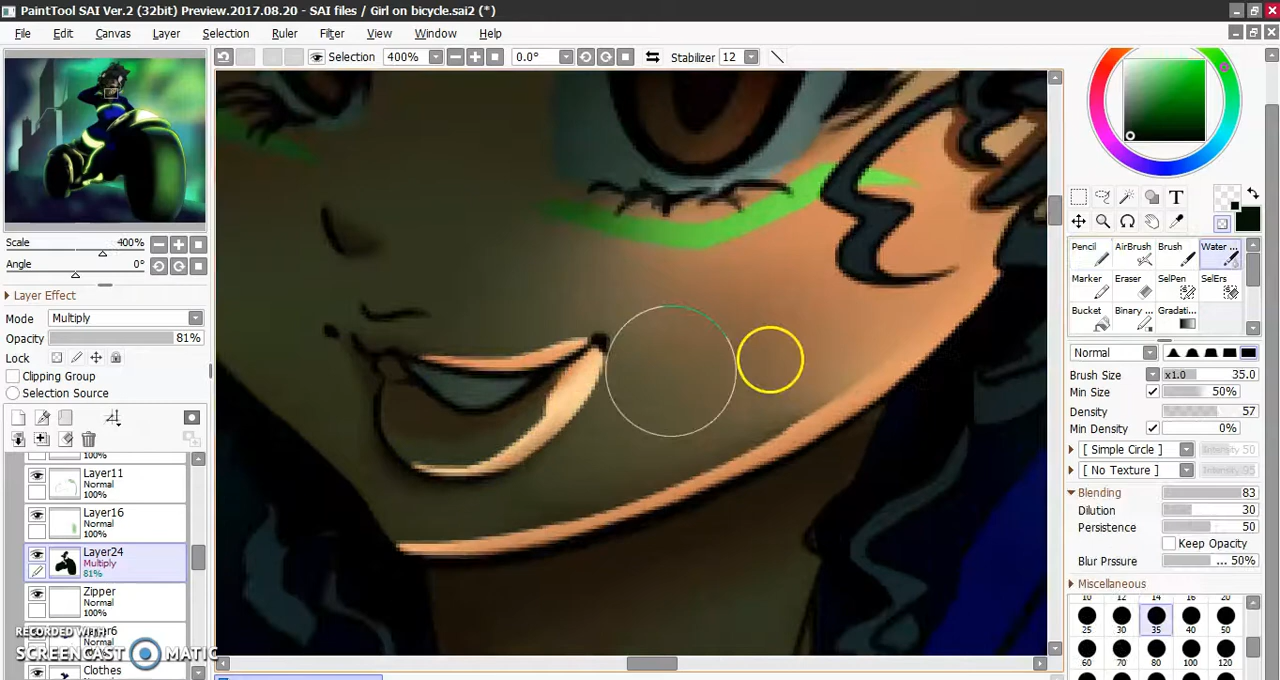 PaintTool SAI Ver.2 (32bit) Preview.2017.08.20 - SAI files / Girl on bicycle.sai2 (*)
File Edit Canvas Layer Selection Ruler Filter View Window Help
Selection 400% 0.0° Stabilizer 12
Scale 400%
Angle 0°
Layer Effect
Mode Multiply
Opacity 81%
Lock
Clipping Group
Selection Source
Layer11
Normal
100%
Layer16
Normal
100%
Layer24
Multiply
81%
Zipper
Normal
100%
Normal
100%
Clothes
RECORDED WITH
SCREENCAST MATIC
T
Pencil AirBrush Brush Water ...
Marker Eraser SelPen SelErs
Bucket Binary ... Gradati ...
Normal
Brush Size x1.0 35.0
Min Size 50%
Density 57
Min Density 0%
[ Simple Circle ] Intensity 50
[ No Texture ] Intensity 95
Blending 83
Dilution 30
Persistence 50
Keep Opacity
Blur Prssure ... 50%
Miscellaneous
10 12 14 16 20
25 30 35 40 50
60 70 80 100 120